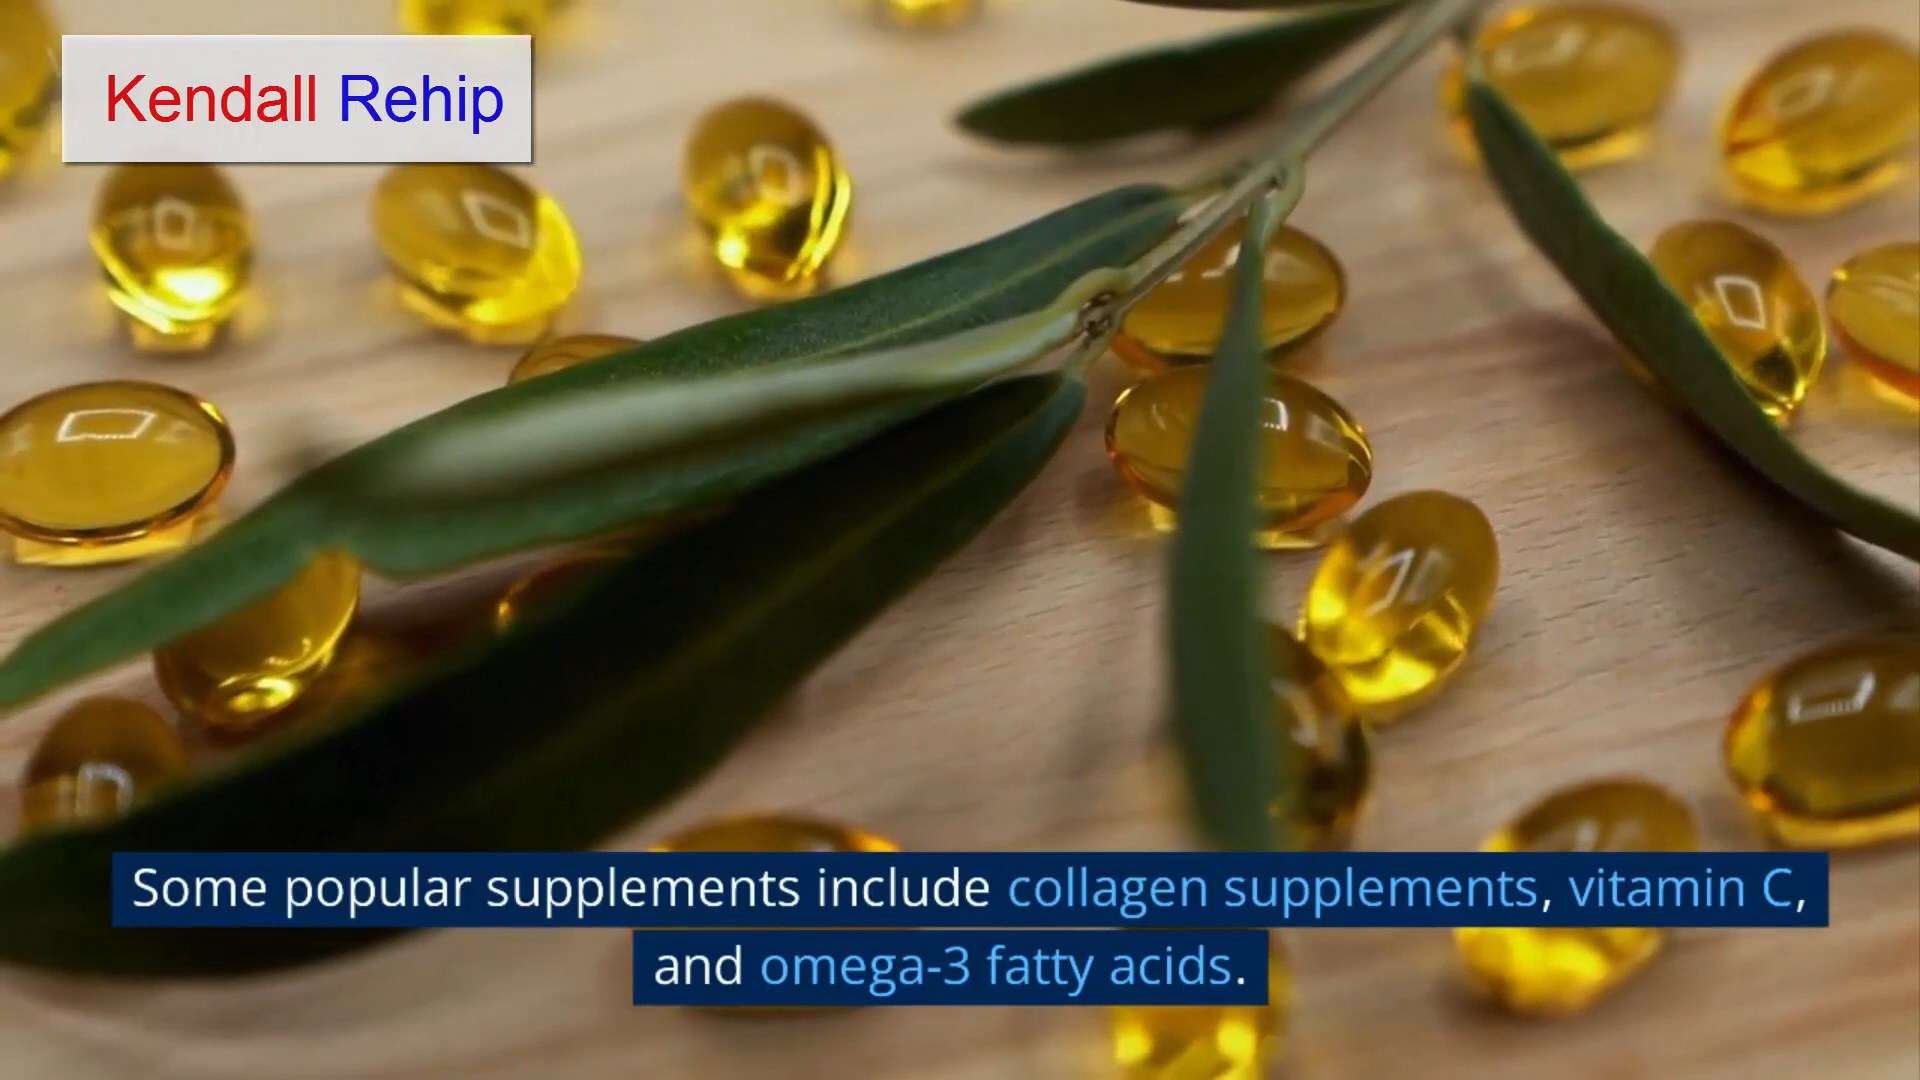 Kendall Rehip
Some popular supplements include collagen supplements, vitamin C,
and omega-3 fatty acids.